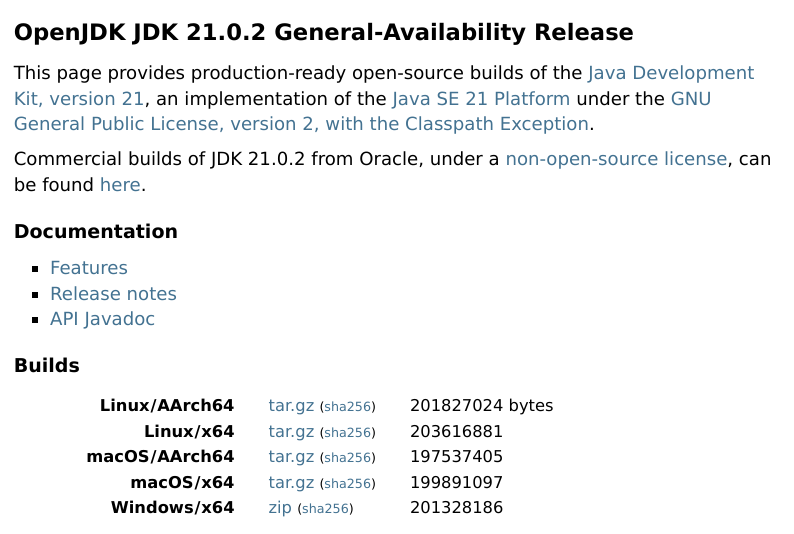 OpenJDK JDK 21.0.2 General-Availability Release
This page provides production-ready open-source builds of the Java Development
Kit, version 21, an implementation of the Java SE 21 Platform under the GNU
General Public License, version 2, with the Classpath Exception.
Commercial builds of JDK 21.0.2 from Oracle, under a non-open-source license, can
be found here.
Documentation
Features
Release notes
API Javadoc
Builds
Linux/AArch64 tar.gz (sha256) 201827024 bytes
Linux/x64 tar.gz (sha256) 203616881
macOS/AArch64 tar.gz (sha256) 197537405
macOS/x64 tar.gz (sha256) 199891097
Windows/x64 zip (sha256) 201328186